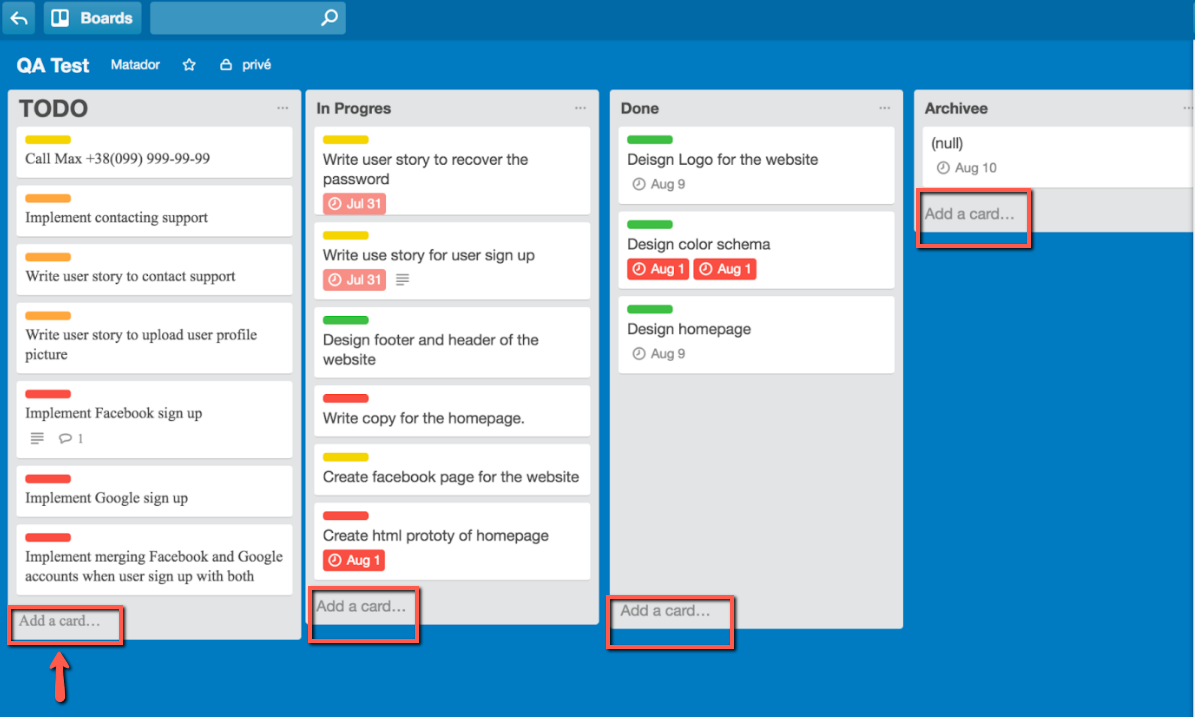 Boards
QA Test Matador privé
TODO
Call Max +38(099) 999-99-99
Implement contacting support
Write user story to contact support
Write user story to upload user profile
picture
Implement Facebook sign up
1
Implement Google sign up
Implement merging Facebook and Google
accounts when user sign up with both
Add a card…
In Progres
Write user story to recover the
password
Jul 31
Write use story for user sign up
Jul 31
Design footer and header of the
website
Write copy for the homepage.
Create facebook page for the website
Create html prototy of homepage
Aug 1
Add a card…
Done
Deisgn Logo for the website
Aug 9
Design color schema
Aug 1 Aug 1
Design homepage
Aug 9
Add a card…
Archivee
(null)
Aug 10
Add a card…